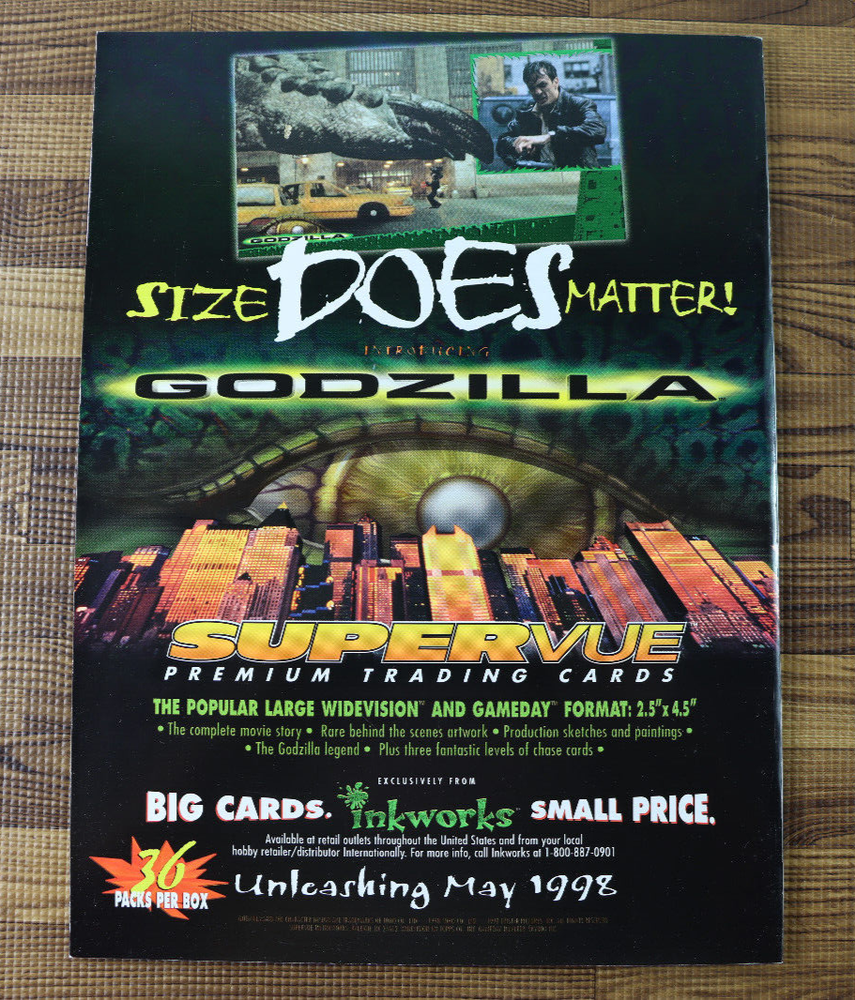 GODZILLA
SIZE DOES MATTER!
INTRODUCING
GODZILLA™
SUPERVUE™
PREMIUM TRADING CARDS
THE POPULAR LARGE WIDEVISION™ AND GAMEDAY™ FORMAT: 2.5"x 4.5"
• The complete movie story • Rare behind the scenes artwork • Production sketches and paintings •
• The Godzilla legend • Plus three fantastic levels of chase cards •
EXCLUSIVELY FROM
BIG CARDS. inkworks™ SMALL PRICE.
Available at retail outlets throughout the United States and from your local
hobby retailer/distributor Internationally. For more info, call Inkworks at 1-800-887-0901
36
PACKS PER BOX
Unleashing May 1998